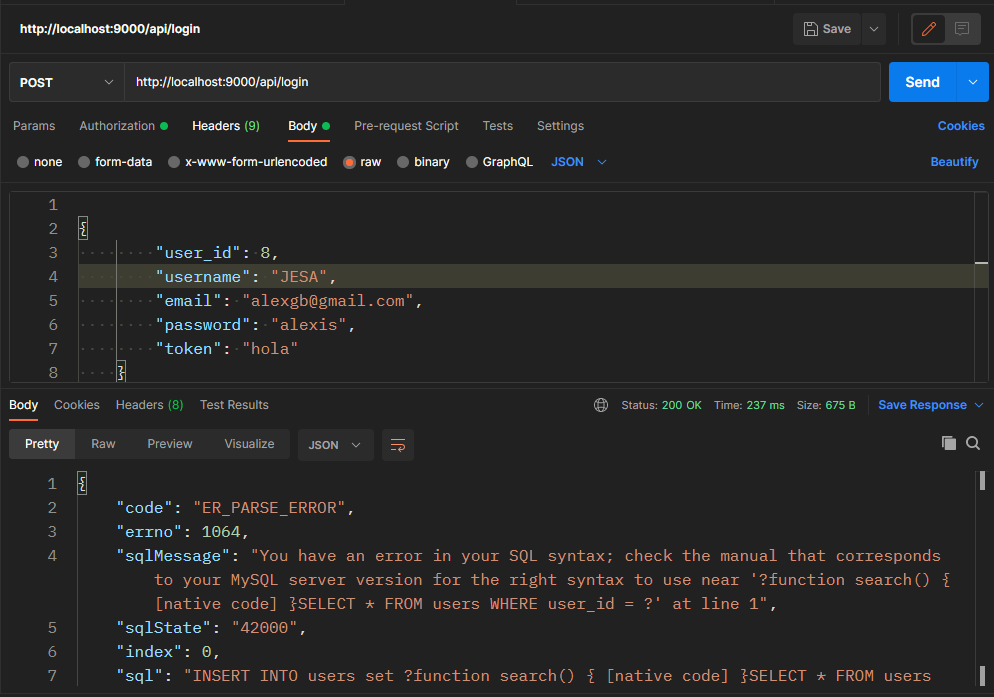 http://localhost:9000/api/login
Save
POST
http://localhost:9000/api/login
Send
Params Authorization Headers (9) Body Pre-request Script Tests Settings Cookies
none form-data x-www-form-urlencoded raw binary GraphQL JSON Beautify
1
2 {
3 "user_id": 8,
4 "username": "JESA",
5 "email": "alexgb@gmail.com",
6 "password": "alexis",
7 "token": "hola"
8 }
Body Cookies Headers (8) Test Results Status: 200 OK Time: 237 ms Size: 675 B Save Response
Pretty Raw Preview Visualize JSON
1 {
2 "code": "ER_PARSE_ERROR",
3 "errno": 1064,
4 "sqlMessage": "You have an error in your SQL syntax; check the manual that corresponds
to your MySQL server version for the right syntax to use near '?function search() {
[native code] }SELECT * FROM users WHERE user_id = ?' at line 1",
5 "sqlState": "42000",
6 "index": 0,
7 "sql": "INSERT INTO users set ?function search() { [native code] }SELECT * FROM users